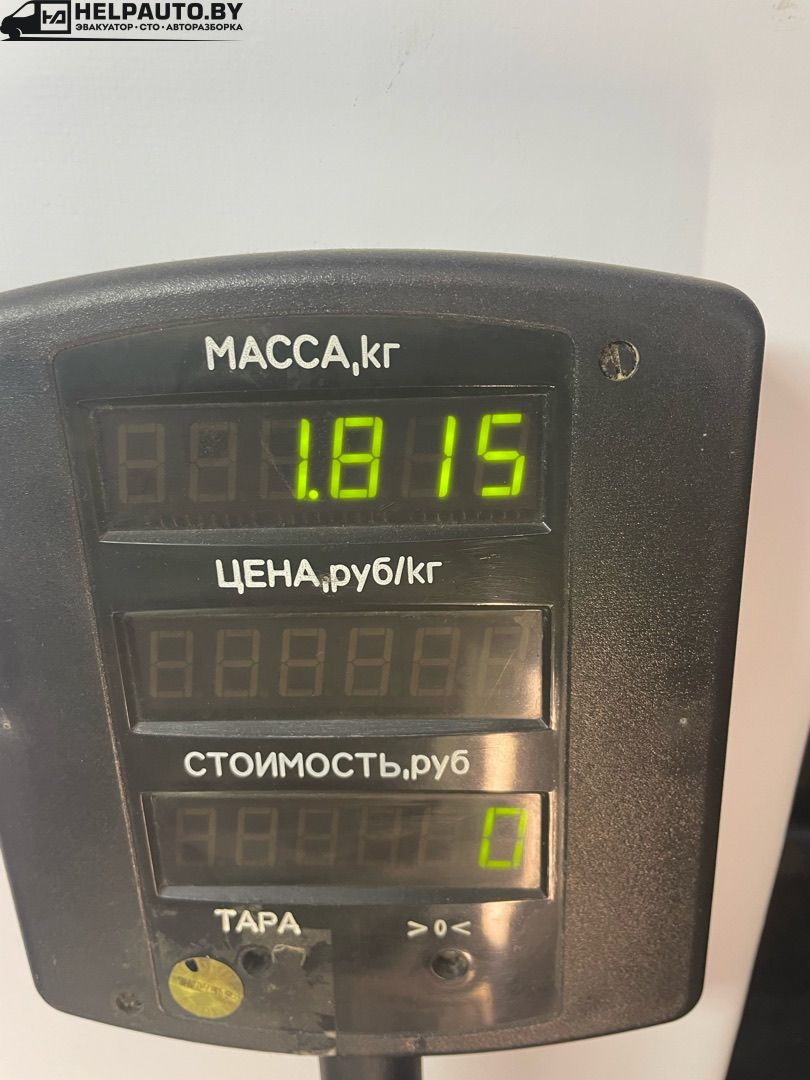 HELPAUTO.BY
ЭВАКУАТОР•СТО•АВТОРАЗБОРКА
МАССА,кг
1.815
ЦЕНА,руб/кг
СТОИМОСТЬ,руб
0
ТАРА >0<